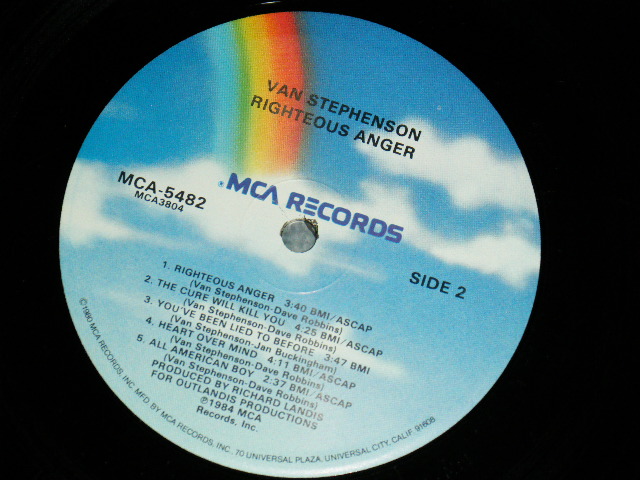 VAN STEPHENSON
RIGHTEOUS ANGER
MCA-5482
MCA3804
MCA RECORDS
SIDE 2
1. RIGHTEOUS ANGER 3:40 BMI/ASCAP
(Van Stephenson-Dave Robbins)
2. THE CURE WILL KILL YOU 4:25 BMI/ASCAP
(Van Stephenson-Dave Robbins)
3. YOU'VE BEEN LIED TO BEFORE 3:47 BMI
(Van Stephenson-Jan Buckingham)
4. HEART OVER MIND 4:11 BMI/ASCAP
(Van Stephenson-Dave Robbins)
5. ALL AMERICAN BOY 2:37 BMI/ASCAP
(Van Stephenson-Dave Robbins)
PRODUCED BY RICHARD LANDIS
FOR OUTLANDIS PRODUCTIONS
℗1984 MCA
Records, Inc.
©1980 MCA RECORDS, INC. MFD. BY MCA RECORDS, INC. 70 UNIVERSAL PLAZA, UNIVERSAL CITY, CALIF. 91608